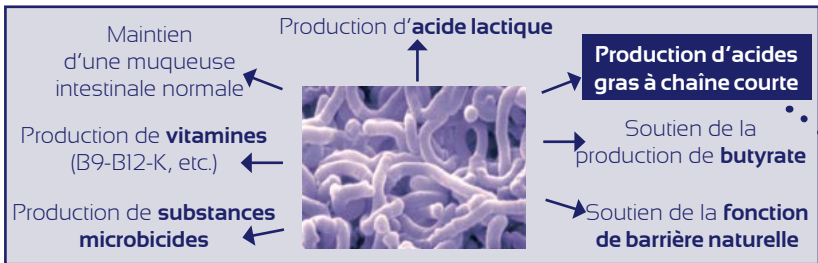 Production d'acide lactique
Maintien
d'une muqueuse
intestinale normale
Production d'acides
gras à chaîne courte
Production de vitamines
(B9-B12-K, etc.)
Soutien de la
production de butyrate
Production de substances
microbicides
Soutien de la fonction
de barrière naturelle